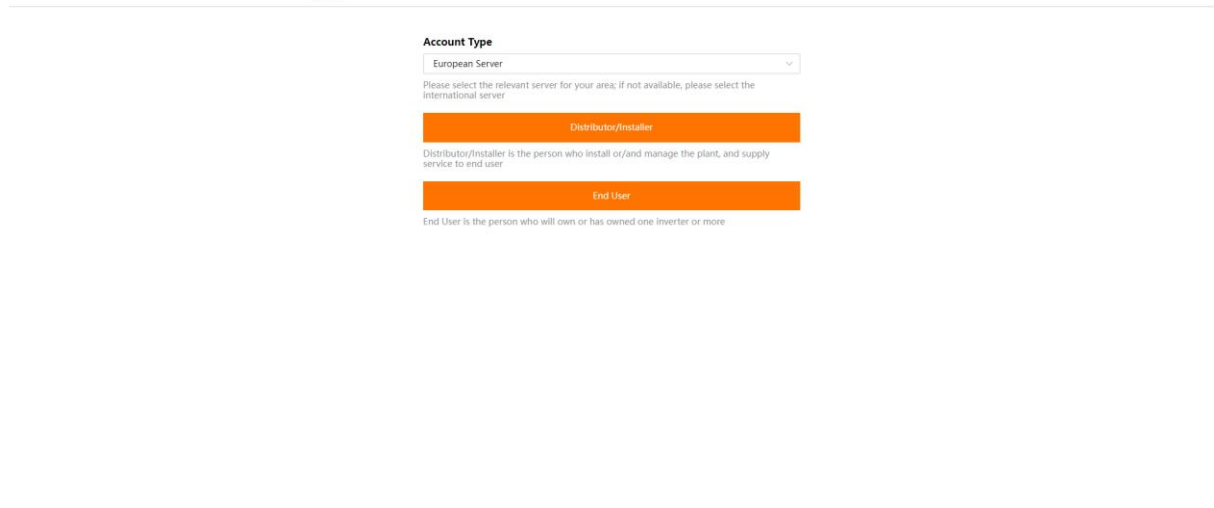 Account Type
European Server
Please select the relevant server for your area; if not available, please select the
international server
Distributor/Installer
Distributor/Installer is the person who install or/and manage the plant, and supply
service to end user
End User
End User is the person who will own or has owned one inverter or more